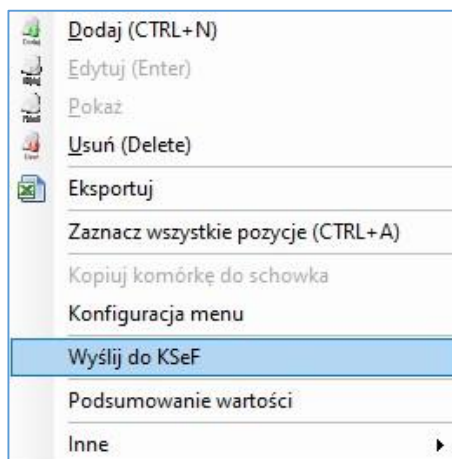 Dodaj (CTRL+N)
Edytuj (Enter)
Pokaż
Usuń (Delete)
Eksportuj
Zaznacz wszystkie pozycje (CTRL+A)
Kopiuj komórkę do schowka
Konfiguracja menu
Wyślij do KSeF
Podsumowanie wartości
Inne